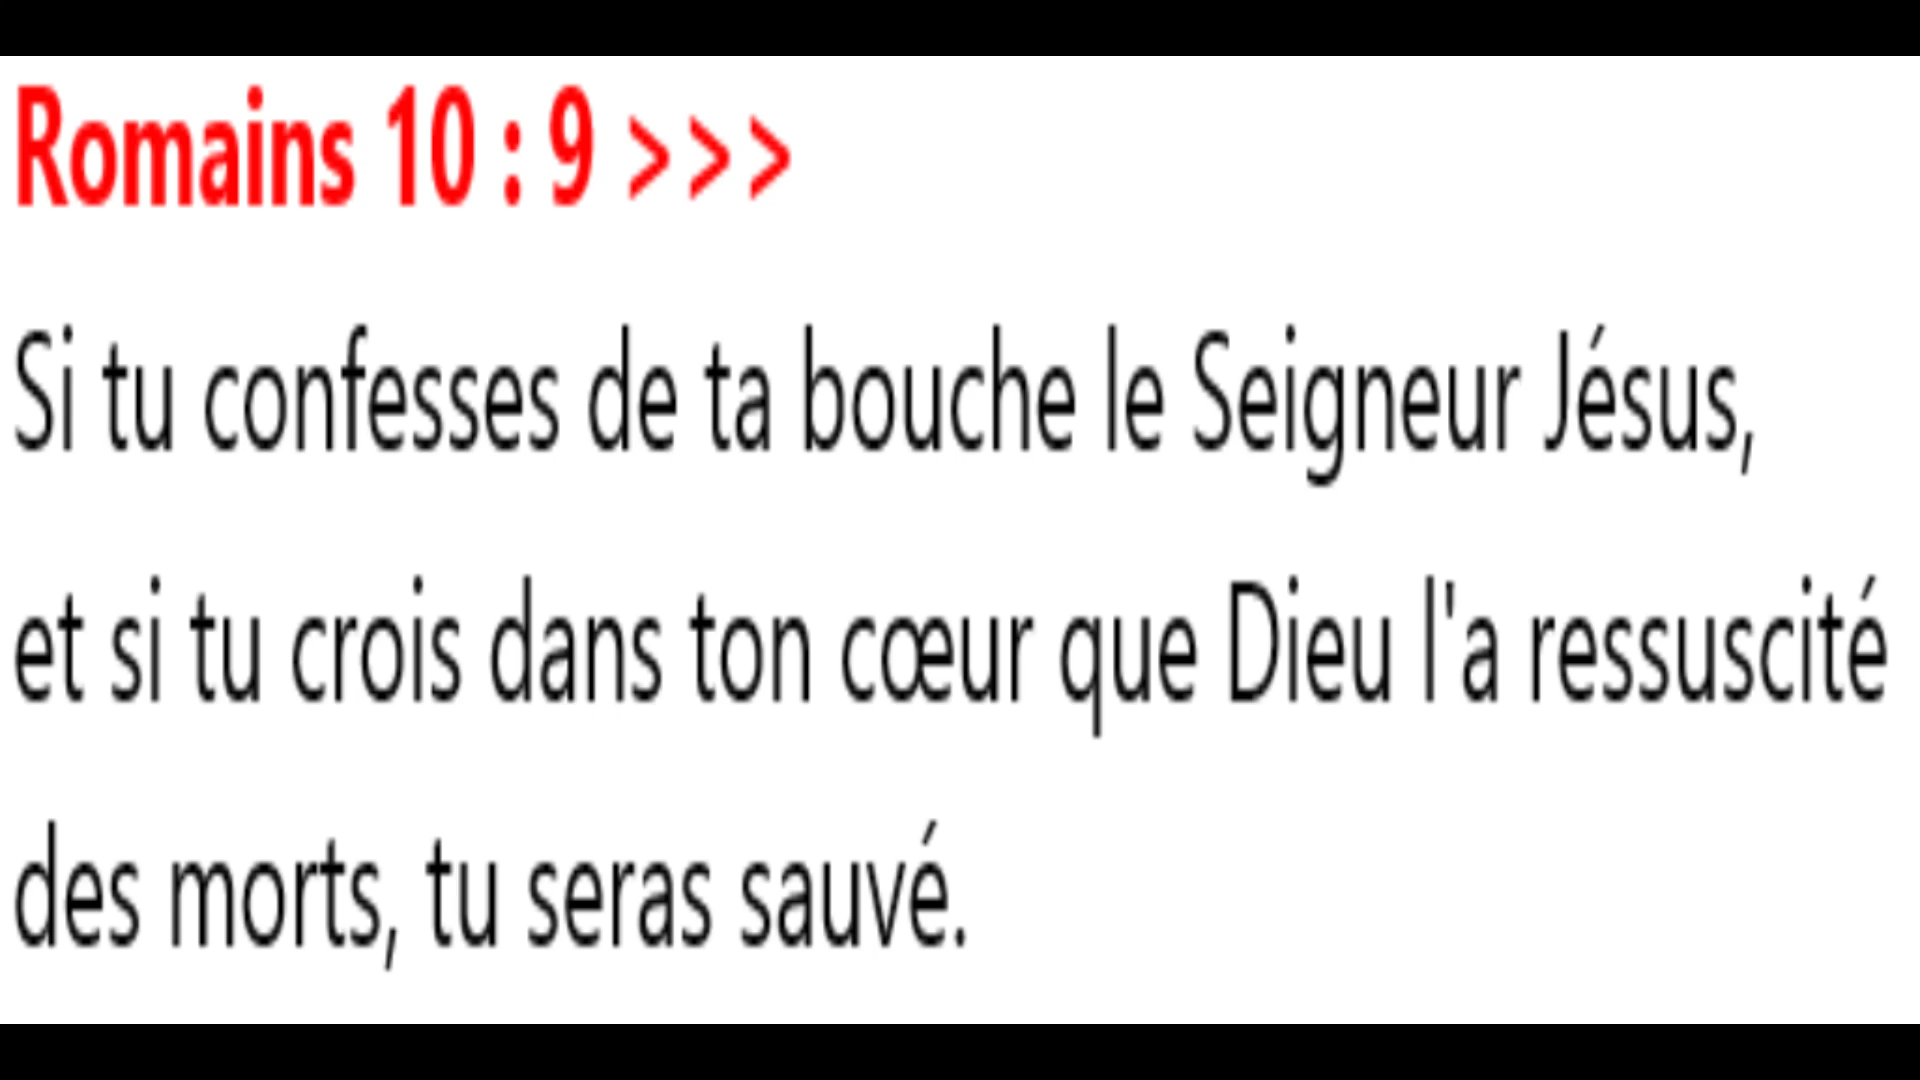 Romains 10 : 9 >>>
Si tu confesses de ta bouche le Seigneur Jésus,
et si tu crois dans ton cœur que Dieu l'a ressuscité
des morts, tu seras sauvé.